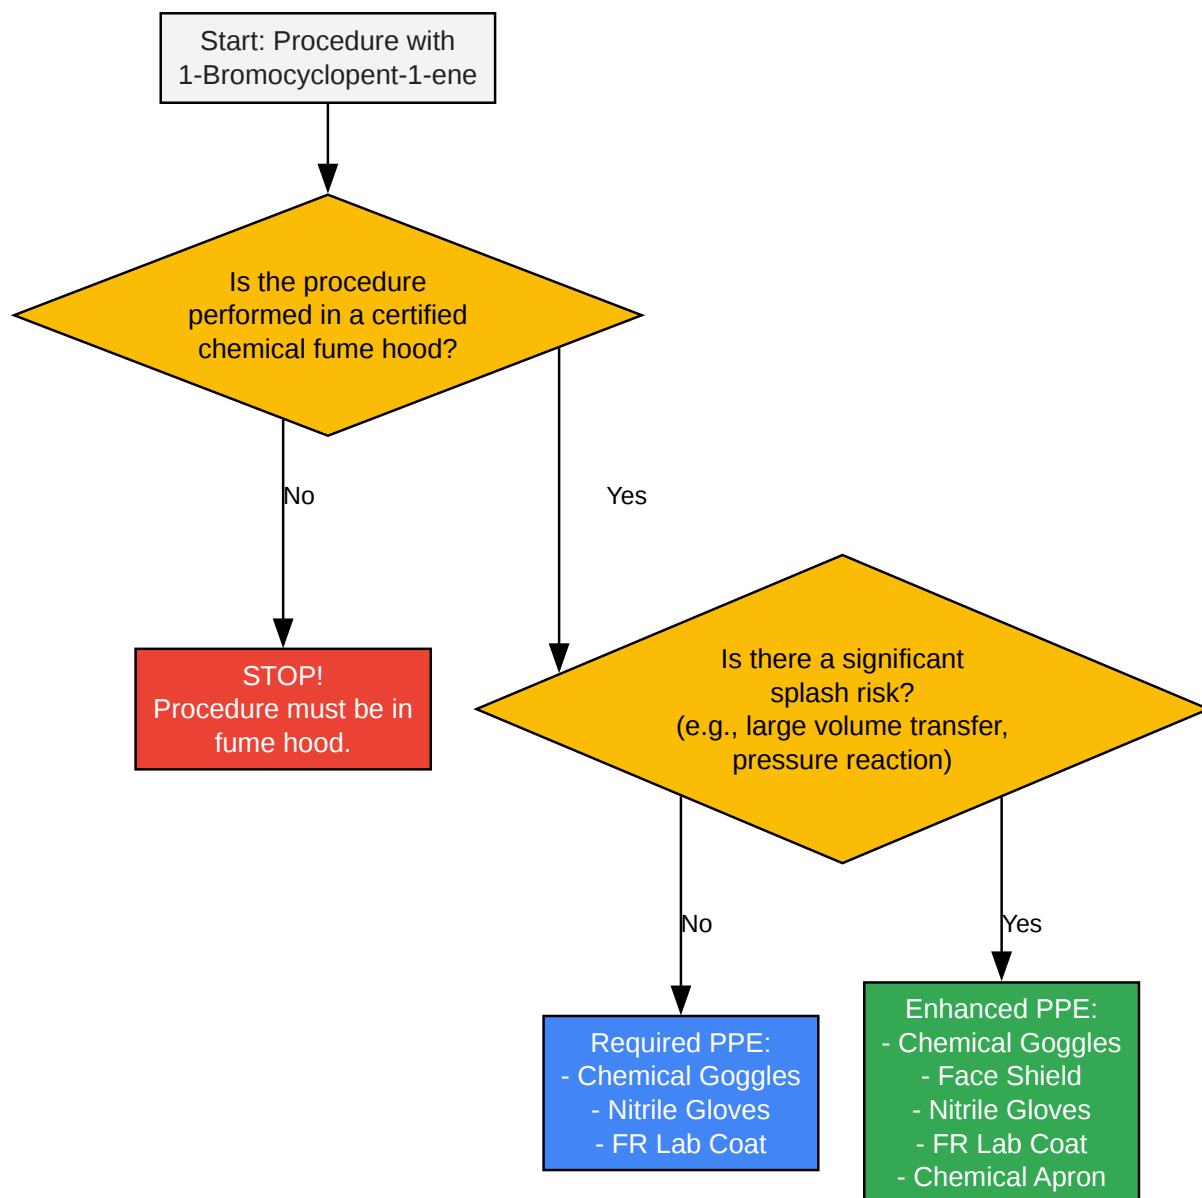 Start: Procedure with
1-Bromocyclopent-1-ene
Is the procedure
performed in a certified
chemical fume hood?
No
Yes
STOP!
Procedure must be in
fume hood.
Is there a significant
splash risk?
(e.g., large volume transfer,
pressure reaction)
No
Yes
Required PPE:
- Chemical Goggles
- Nitrile Gloves
- FR Lab Coat
Enhanced PPE:
- Chemical Goggles
- Face Shield
- Nitrile Gloves
- FR Lab Coat
- Chemical Apron